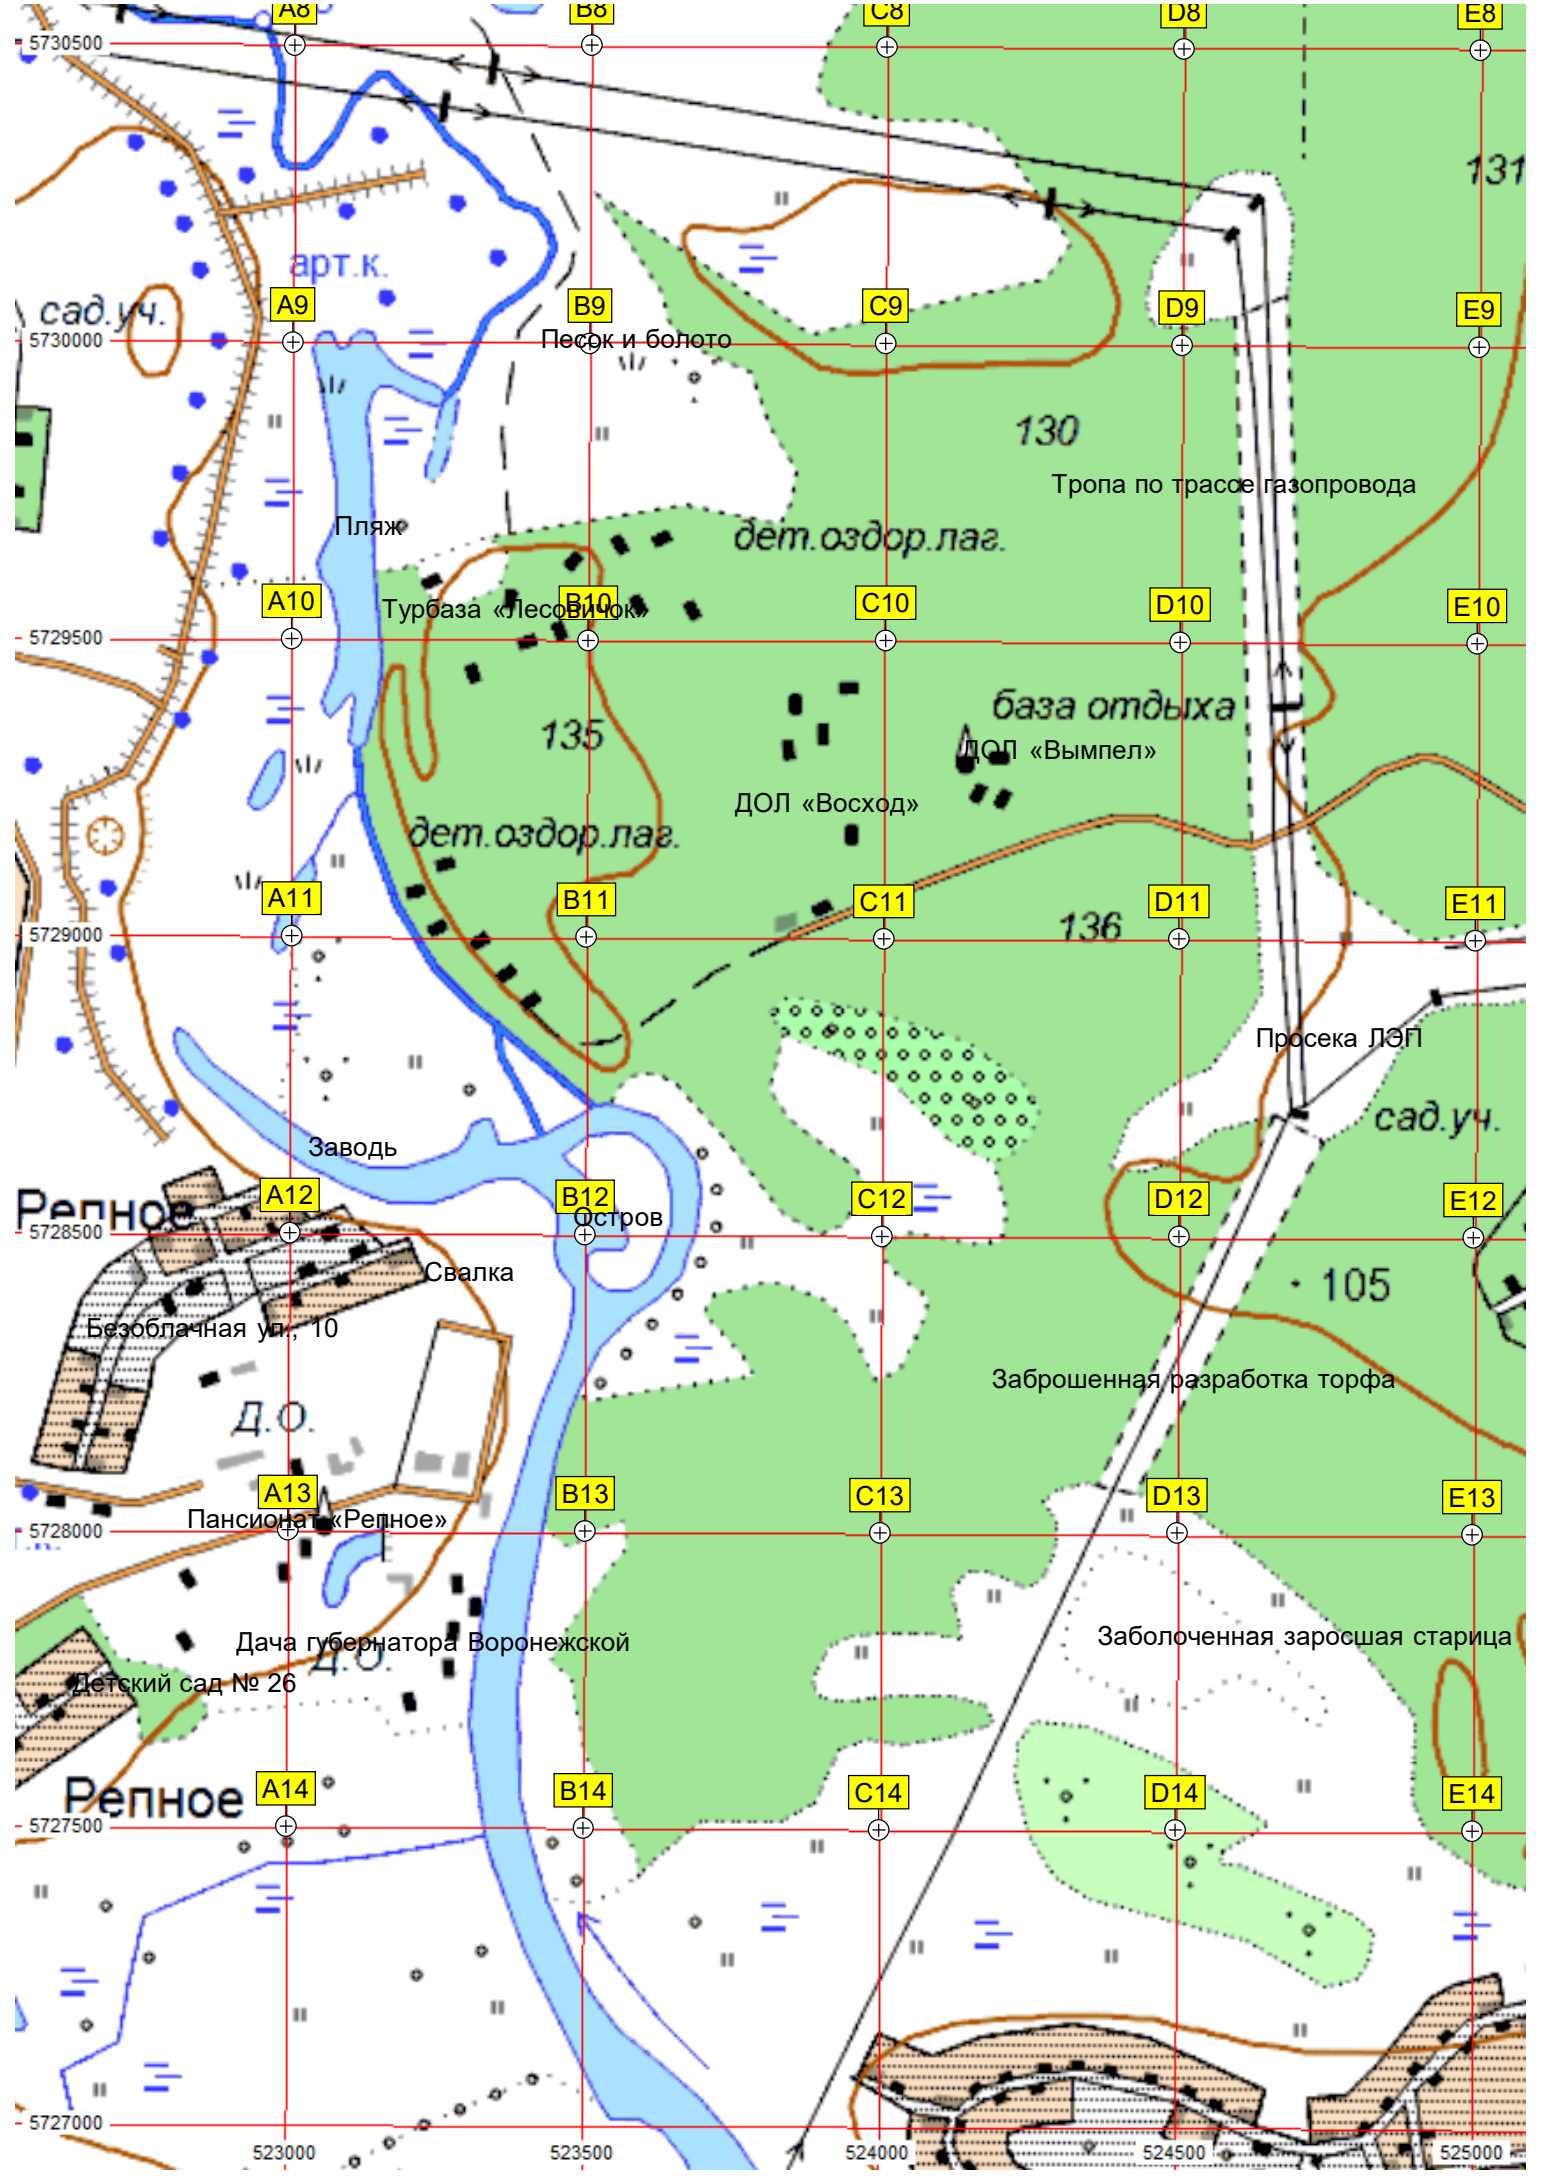 A8 B8 C8 D8 E8
5730500
131
арт.к.
сад.уч.
A9 B9 C9 D9 E9
5730000
Песок и болото
130
Тропа по трассе газопровода
Пляж
дет.оздор.лаг.
A10 B10 C10 D10 E10
Турбаза «Лесовичок»
5729500
135
база отдыха
ДОЛ «Вымпел»
ДОЛ «Восход»
дет.оздор.лаг.
A11 B11 C11 D11 E11
5729000
136
Просека ЛЭП
сад.уч.
Заводь
A12 B12 C12 D12 E12
Репное
Остров
5728500
Свалка
105
Безоблачная ул., 10
Заброшенная разработка торфа
Д.О.
A13 B13 C13 D13 E13
Пансионат «Репное»
5728000
Дача губернатора Воронежской
Заболоченная заросшая старица
Д.О.
Детский сад № 26
Репное
A14 B14 C14 D14 E14
5727500
5727000
523000 523500 524000 524500 525000